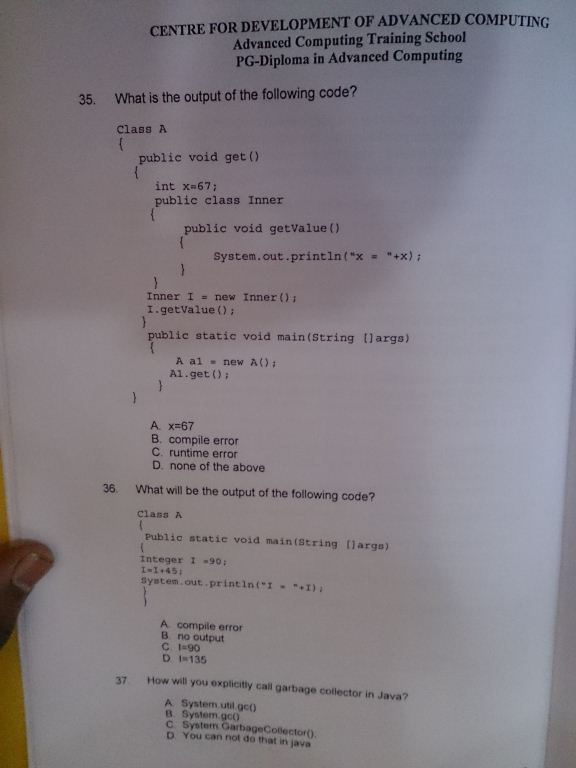 CENTRE FOR DEVELOPMENT OF ADVANCED COMPUTING
Advanced Computing Training School
PG-Diploma in Advanced Computing
35. What is the output of the following code?
Class A
{
public void get()
{
int x=67;
public class Inner
{
public void getValue()
{
System.out.println("x = "+x);
}
}
Inner I = new Inner();
I.getValue();
}
public static void main(String []args)
{
A a1 = new A();
A1.get();
}
}
A. x=67
B. compile error
C. runtime error
D. none of the above
36. What will be the output of the following code?
Class A
{
Public static void main(String []args)
{
Integer I =90;
I=I+45;
System.out.println("I = "+I);
}
}
A. compile error
B. no output
C. I=90
D. I=135
37. How will you explicitly call garbage collector in Java?
A. System.util.gc()
B. System.gc()
C. System.GarbageCollector().
D. You can not do that in java